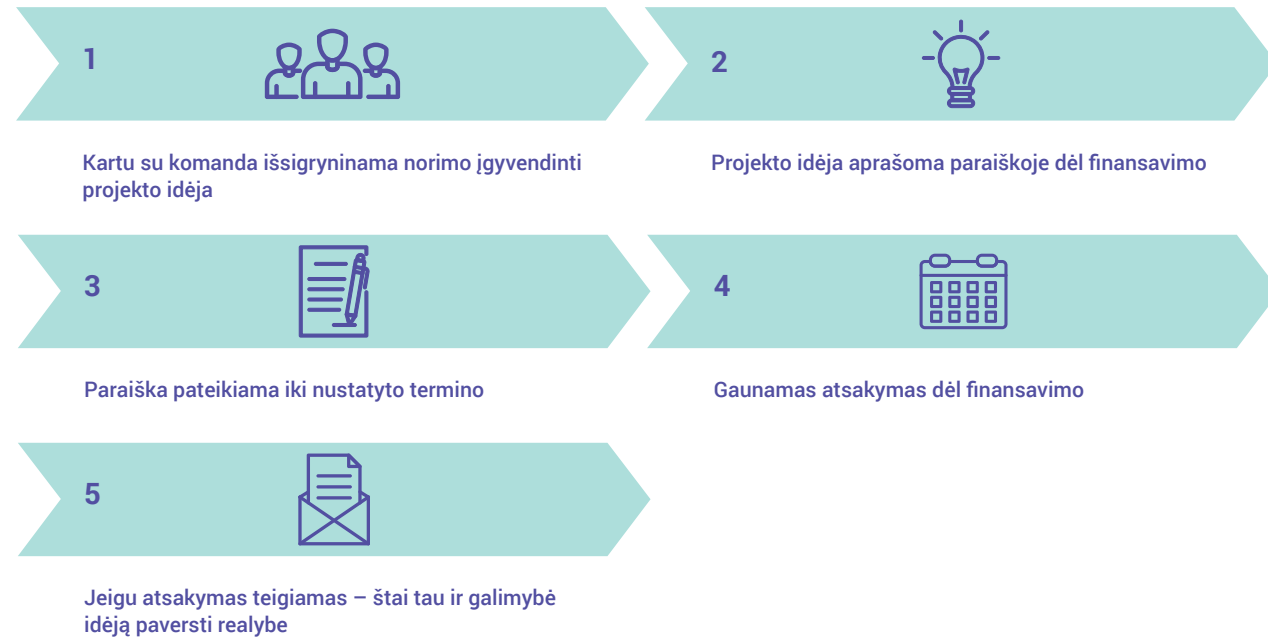 1
Kartu su komanda išsigryninama norimo įgyvendinti
projekto idėja
2
Projekto idėja aprašoma paraiškoje dėl finansavimo
3
Paraiška pateikiama iki nustatyto termino
4
Gaunamas atsakymas dėl finansavimo
5
Jeigu atsakymas teigiamas – štai tau ir galimybė
idėją paversti realybe